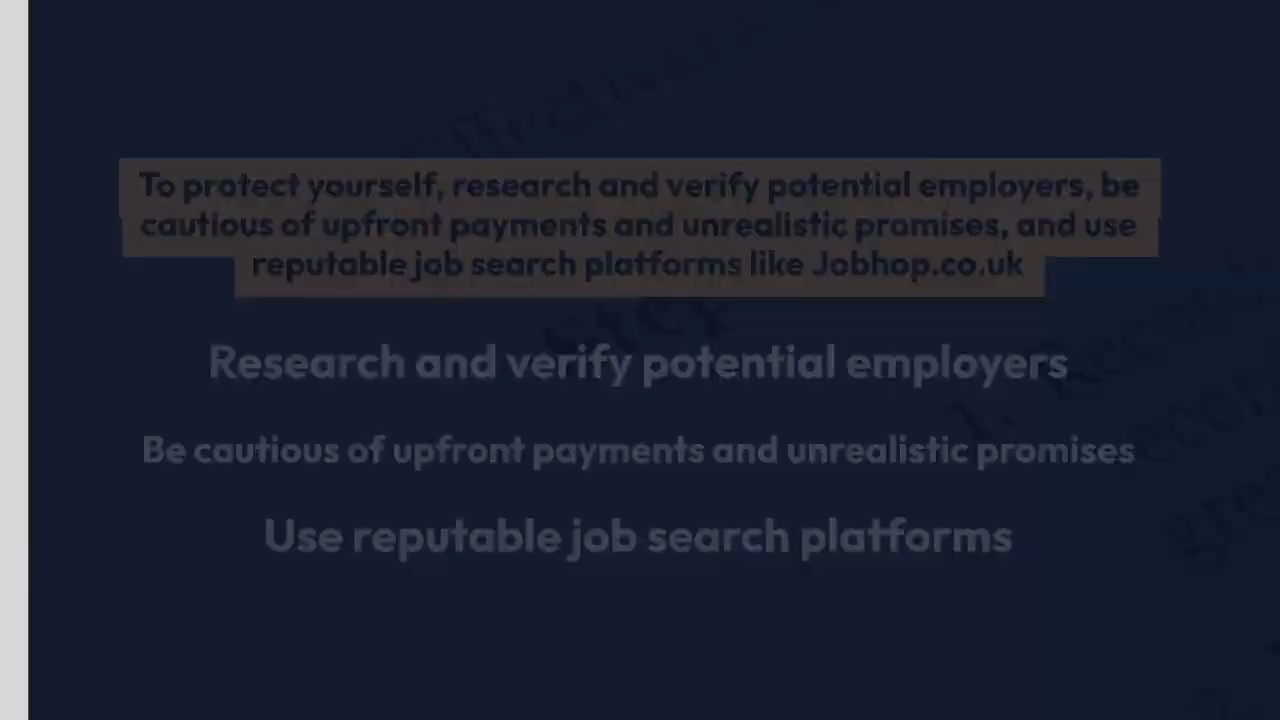 To protect yourself, research and verify potential employers, be
cautious of upfront payments and unrealistic promises, and use
reputable job search platforms like Jobhop.co.uk
Research and verify potential employers
Be cautious of upfront payments and unrealistic promises
Use reputable job search platforms